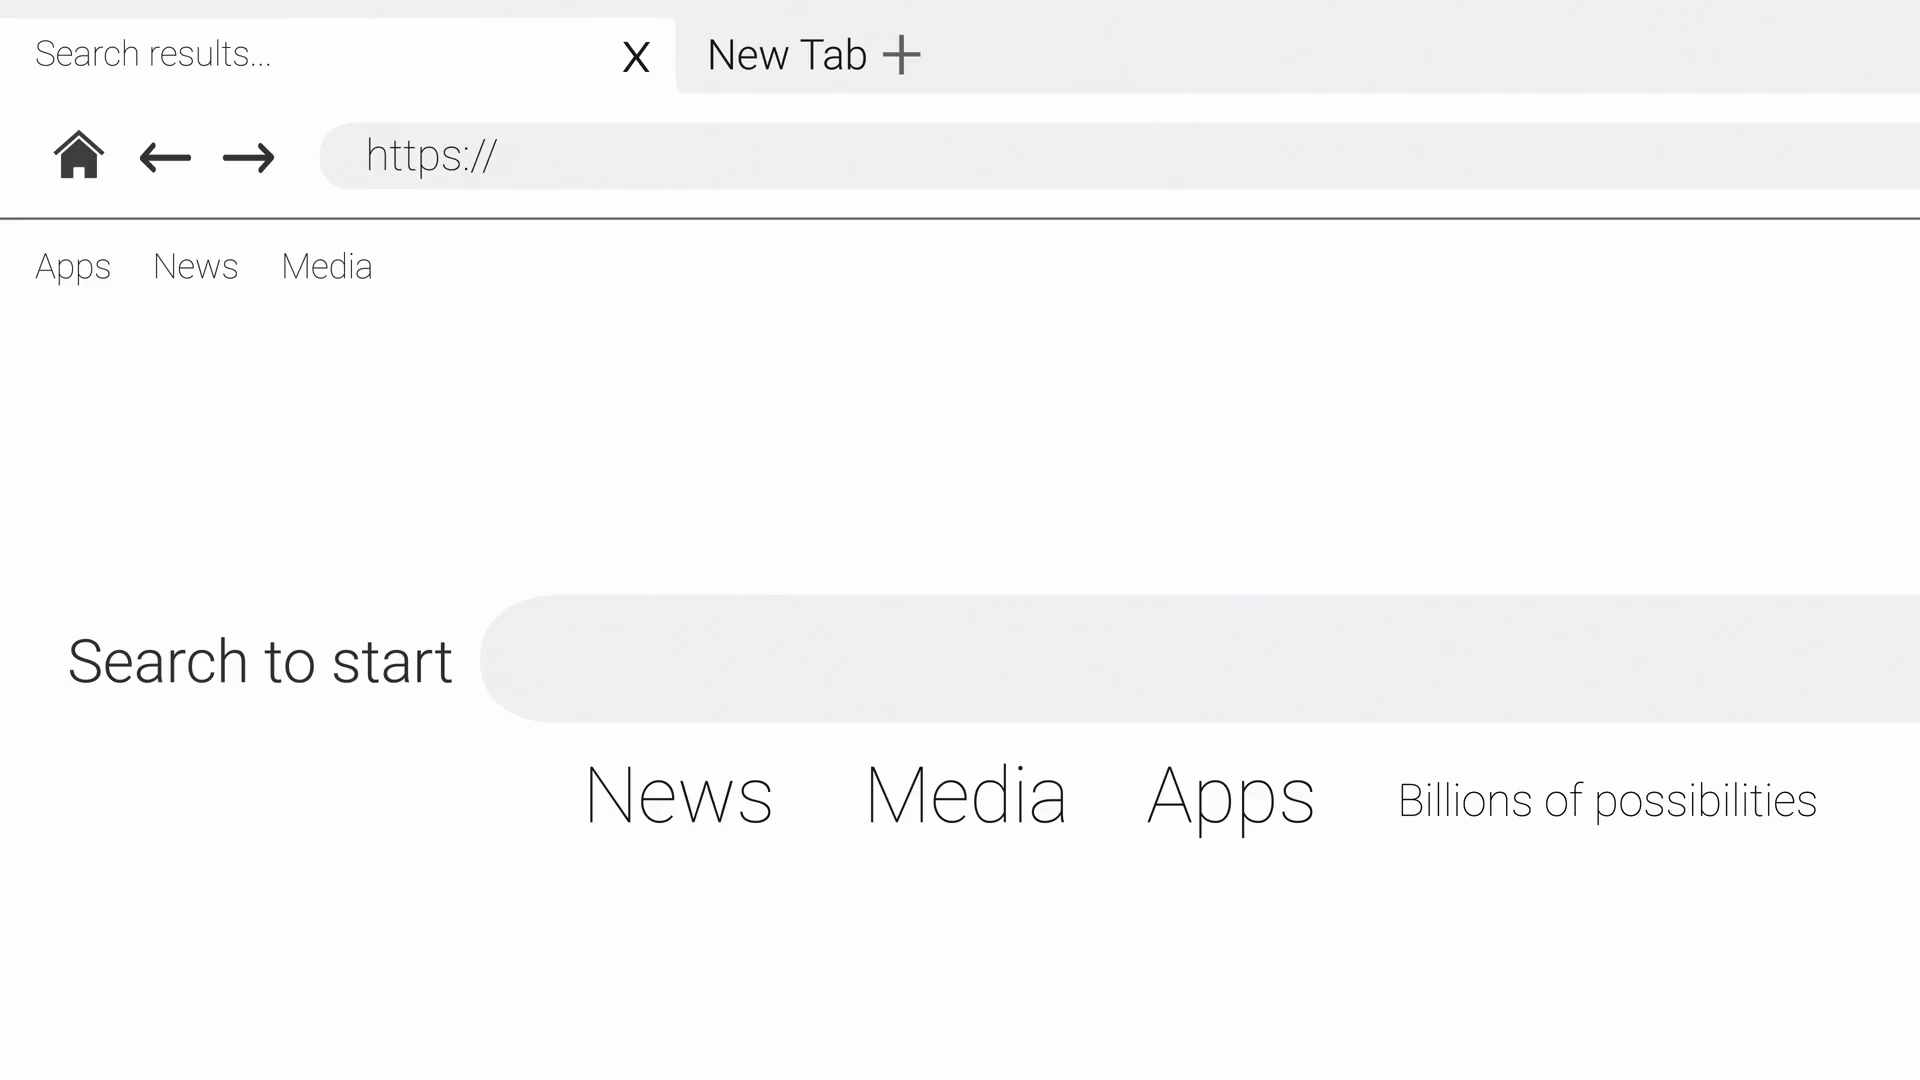 Search results... X New Tab +
https://
Apps News Media
Search to start
News Media Apps Billions of possibilities